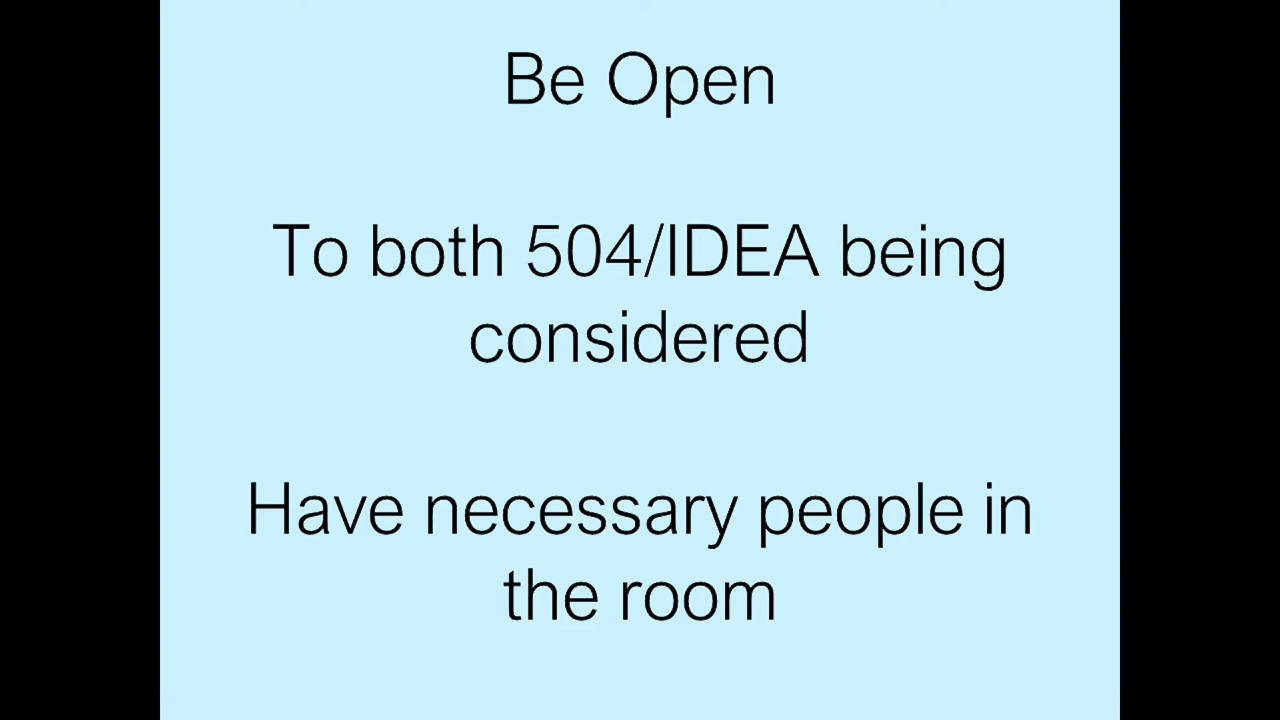 Be Open
To both 504/IDEA being
considered
Have necessary people in
the room